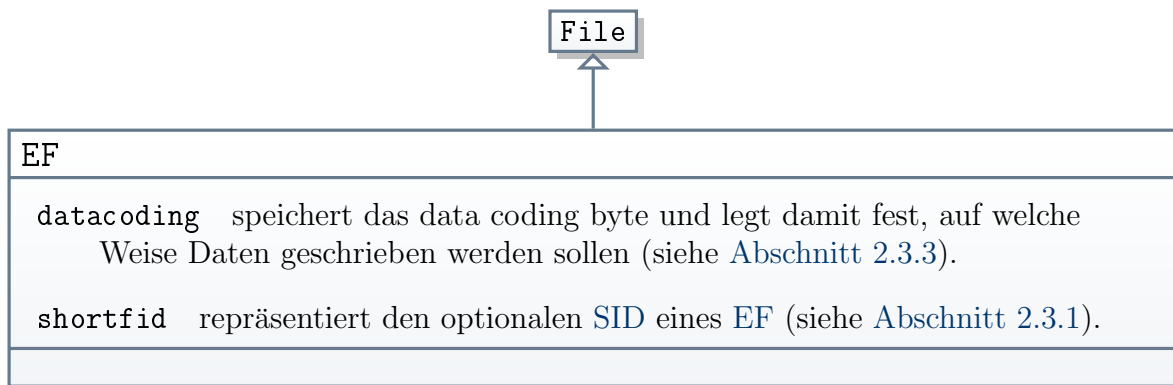 File
EF
datacoding speichert das data coding byte und legt damit fest, auf welche
Weise Daten geschrieben werden sollen (siehe Abschnitt 2.3.3).
shortfid repräsentiert den optionalen SID eines EF (siehe Abschnitt 2.3.1).